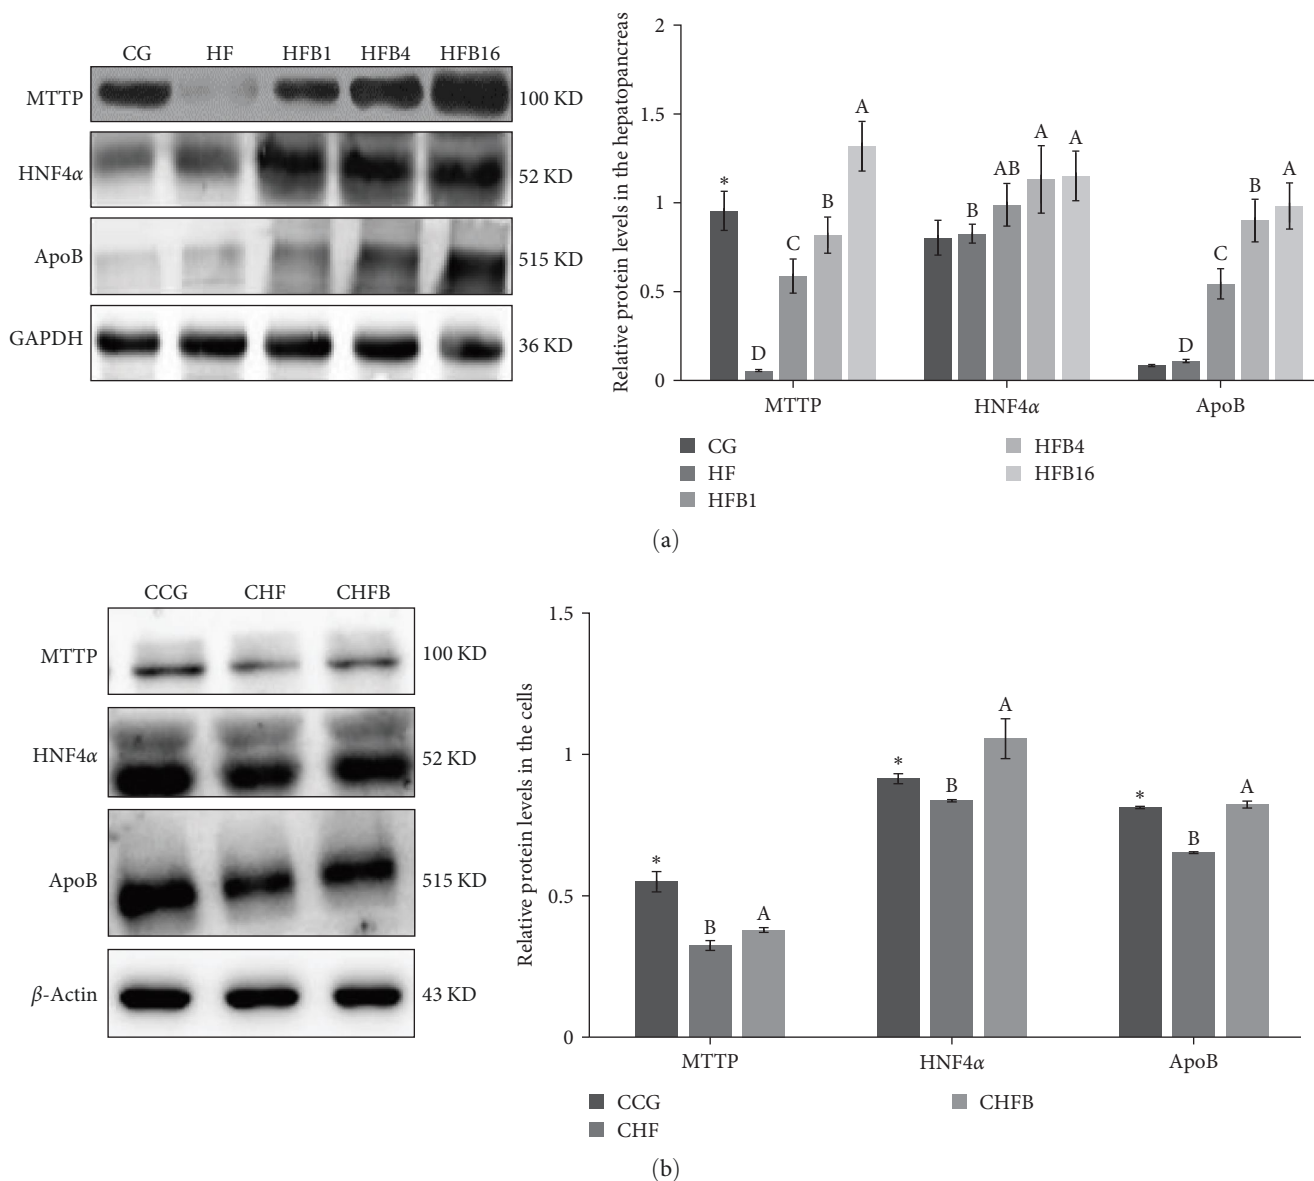 CG HF HFB1 HFB4 HFB16
MTTP 100 KD
HNF4α 52 KD
ApoB 515 KD
GAPDH 36 KD
Relative protein levels in the hepatopancreas
2
1.5
1
0.5
0
* D C B A
B AB A A
D C B A
MTTP HNF4α ApoB
CG HFB4
HF HFB16
HFB1
(a)
CCG CHF CHFB
MTTP 100 KD
HNF4α 52 KD
ApoB 515 KD
β-Actin 43 KD
Relative protein levels in the cells
1.5
1
0.5
0
* B A
* B A
* B A
MTTP HNF4α ApoB
CCG CHFB
CHF
(b)